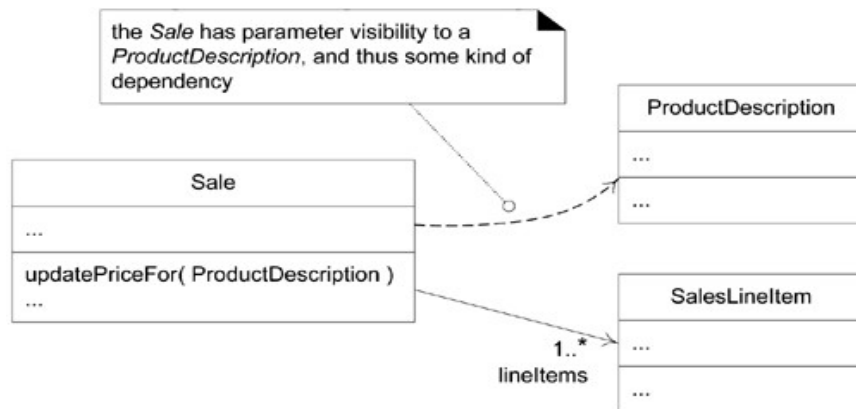 the Sale has parameter visibility to a
ProductDescription, and thus some kind of
dependency
ProductDescription
...
...
Sale
...
updatePriceFor( ProductDescription )
...
SalesLineItem
...
...
1..*
lineItems